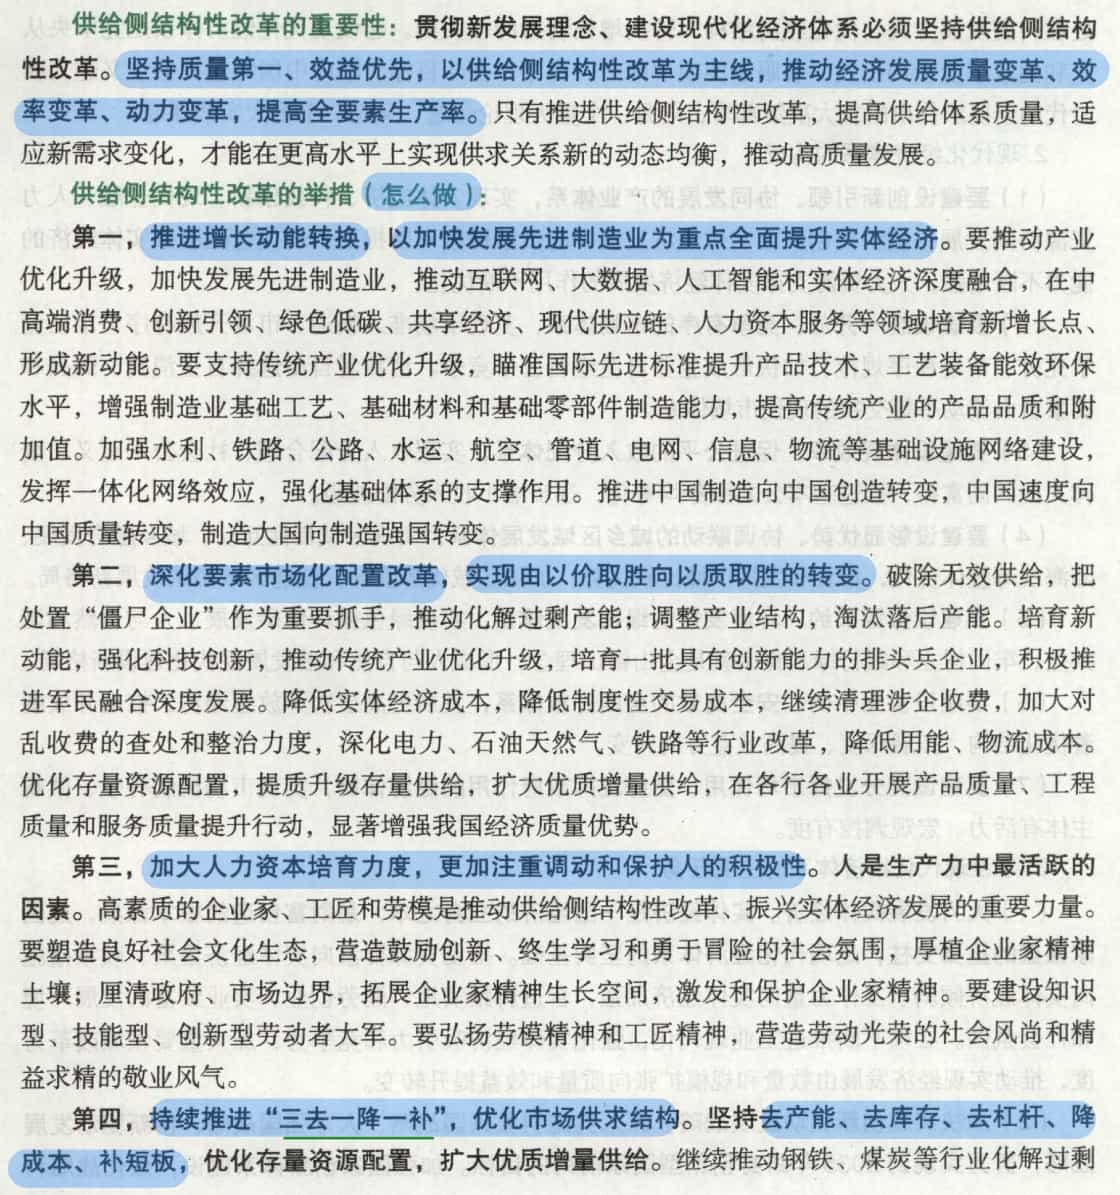 供给侧结构性改革的重要性：贯彻新发展理念、建设现代化经济体系必须坚持供给侧结构
性改革。坚持质量第一、效益优先，以供给侧结构性改革为主线，推动经济发展质量变革、效
率变革、动力变革，提高全要素生产率。只有推进供给侧结构性改革，提高供给体系质量，适
应新需求变化，才能在更高水平上实现供求关系新的动态均衡，推动高质量发展。
供给侧结构性改革的举措（怎么做）：
第一，推进增长动能转换，以加快发展先进制造业为重点全面提升实体经济。要推动产业
优化升级，加快发展先进制造业，推动互联网、大数据、人工智能和实体经济深度融合，在中
高端消费、创新引领、绿色低碳、共享经济、现代供应链、人力资本服务等领域培育新增长点、
形成新动能。要支持传统产业优化升级，瞄准国际先进标准提升产品技术、工艺装备能效环保
水平，增强制造业基础工艺、基础材料和基础零部件制造能力，提高传统产业的产品品质和附
加值。加强水利、铁路、公路、水运、航空、管道、电网、信息、物流等基础设施网络建设，
发挥一体化网络效应，强化基础体系的支撑作用。推进中国制造向中国创造转变，中国速度向
中国质量转变，制造大国向制造强国转变。
第二，深化要素市场化配置改革，实现由以价取胜向以质取胜的转变。破除无效供给，把
处置“僵尸企业”作为重要抓手，推动化解过剩产能；调整产业结构，淘汰落后产能。培育新
动能，强化科技创新，推动传统产业优化升级，培育一批具有创新能力的排头兵企业，积极推
进军民融合深度发展。降低实体经济成本，降低制度性交易成本，继续清理涉企收费，加大对
乱收费的查处和整治力度，深化电力、石油天然气、铁路等行业改革，降低用能、物流成本。
优化存量资源配置，提质升级存量供给，扩大优质增量供给，在各行各业开展产品质量、工程
质量和服务质量提升行动，显著增强我国经济质量优势。
第三，加大人力资本培育力度，更加注重调动和保护人的积极性。人是生产力中最活跃的
因素。高素质的企业家、工匠和劳模是推动供给侧结构性改革、振兴实体经济发展的重要力量。
要塑造良好社会文化生态，营造鼓励创新、终生学习和勇于冒险的社会氛围，厚植企业家精神
土壤；厘清政府、市场边界，拓展企业家精神生长空间，激发和保护企业家精神。要建设知识
型、技能型、创新型劳动者大军。要弘扬劳模精神和工匠精神，营造劳动光荣的社会风尚和精
益求精的敬业风气。
第四，持续推进“三去一降一补”，优化市场供求结构。坚持去产能、去库存、去杠杆、降
成本、补短板，优化存量资源配置，扩大优质增量供给。继续推动钢铁、煤炭等行业化解过剩